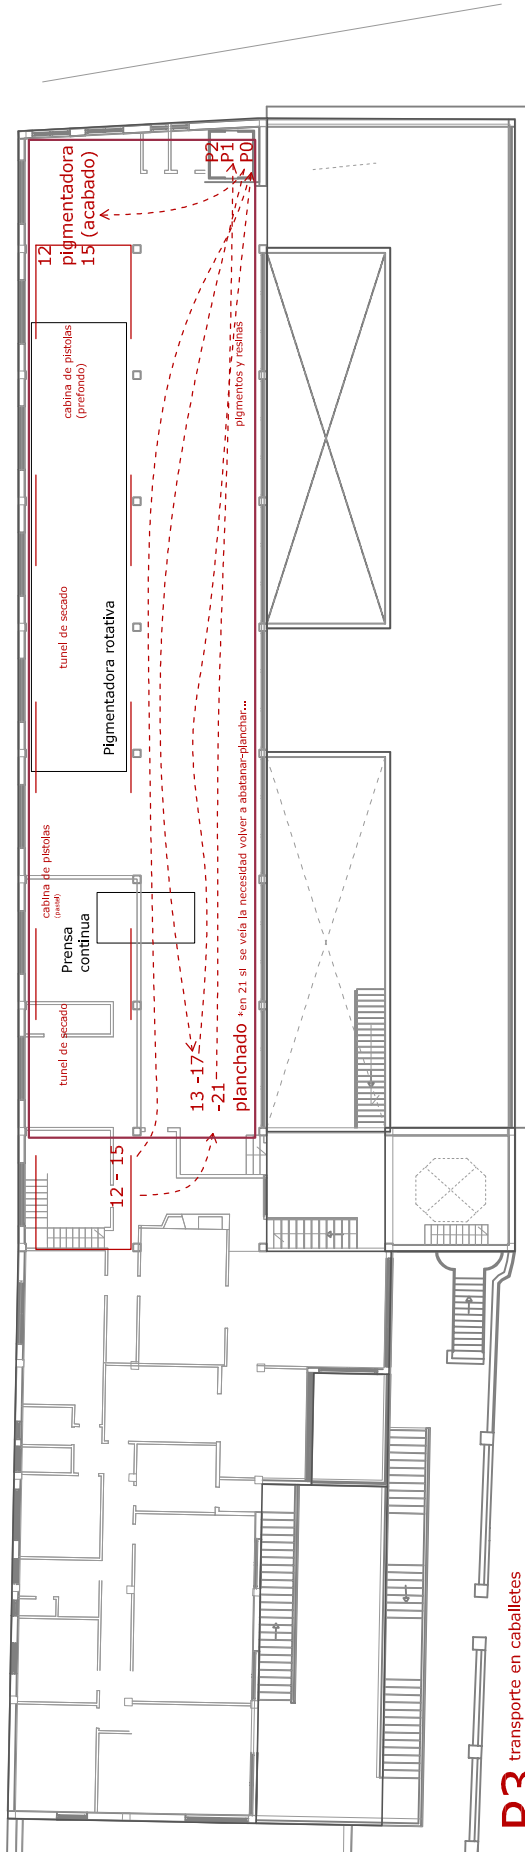 P2
P1
P0
12
pigmentadora
15 (acabado)
cabina de pistolas
(prefondo)
pigmentos y resinas
tunel de secado
Pigmentadora rotativa
cabina de pistolas
(pastel)
Prensa
continua
tunel de secado
13 -17-
-21
planchado *en 21 si se veía la necesidad volver a abatanar-planchar...
12 - 15
transporte en caballetes